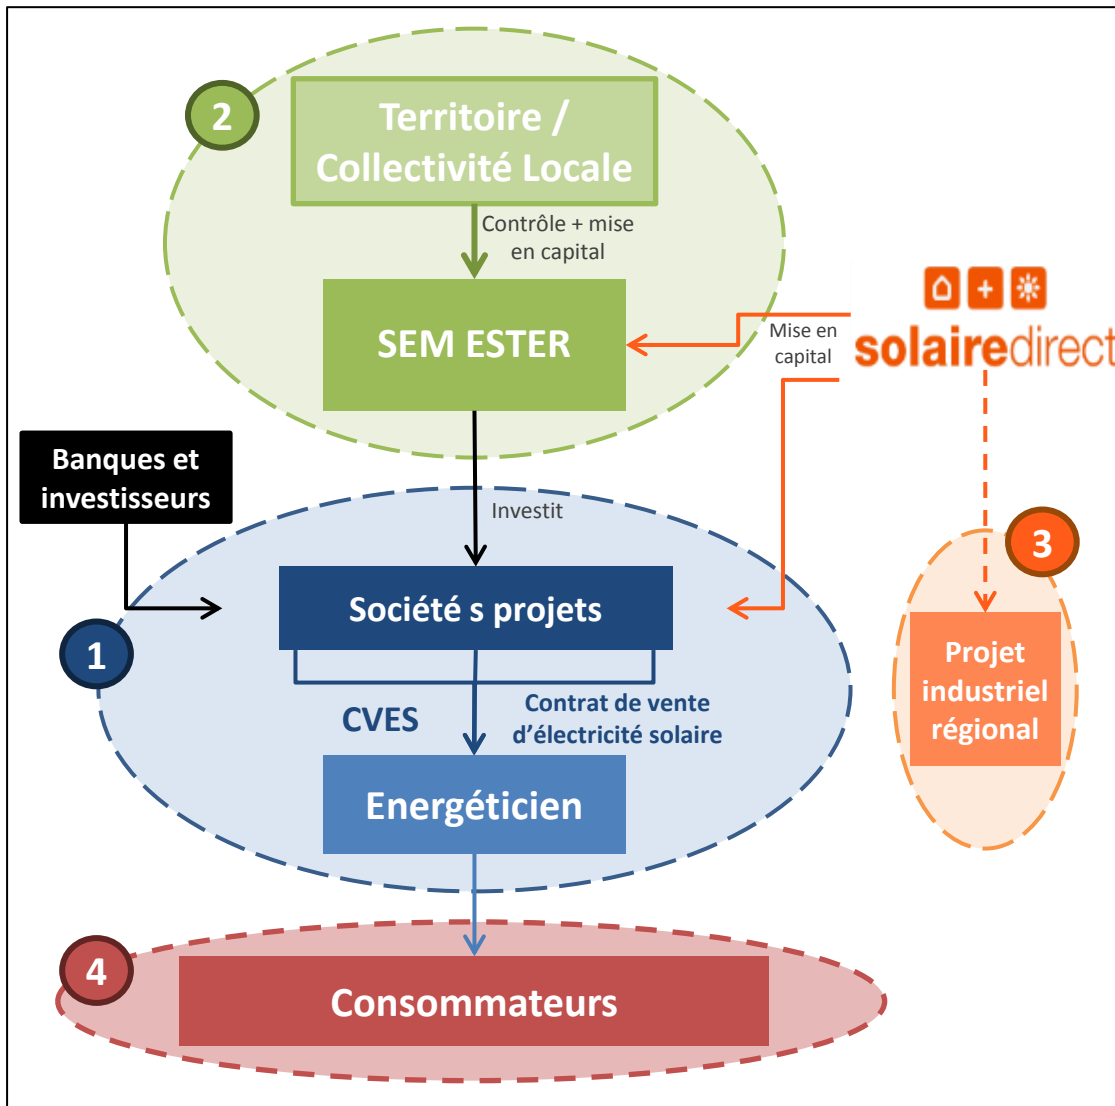 2
Territoire /
Collectivité Locale
Contrôle + mise
en capital
SEM ESTER
Mise en
capital
solairedirect
Banques et
investisseurs
Investit
3
Société s projets
1
Projet
industriel
régional
CVES
Contrat de vente
d’électricité solaire
Energéticien
4
Consommateurs